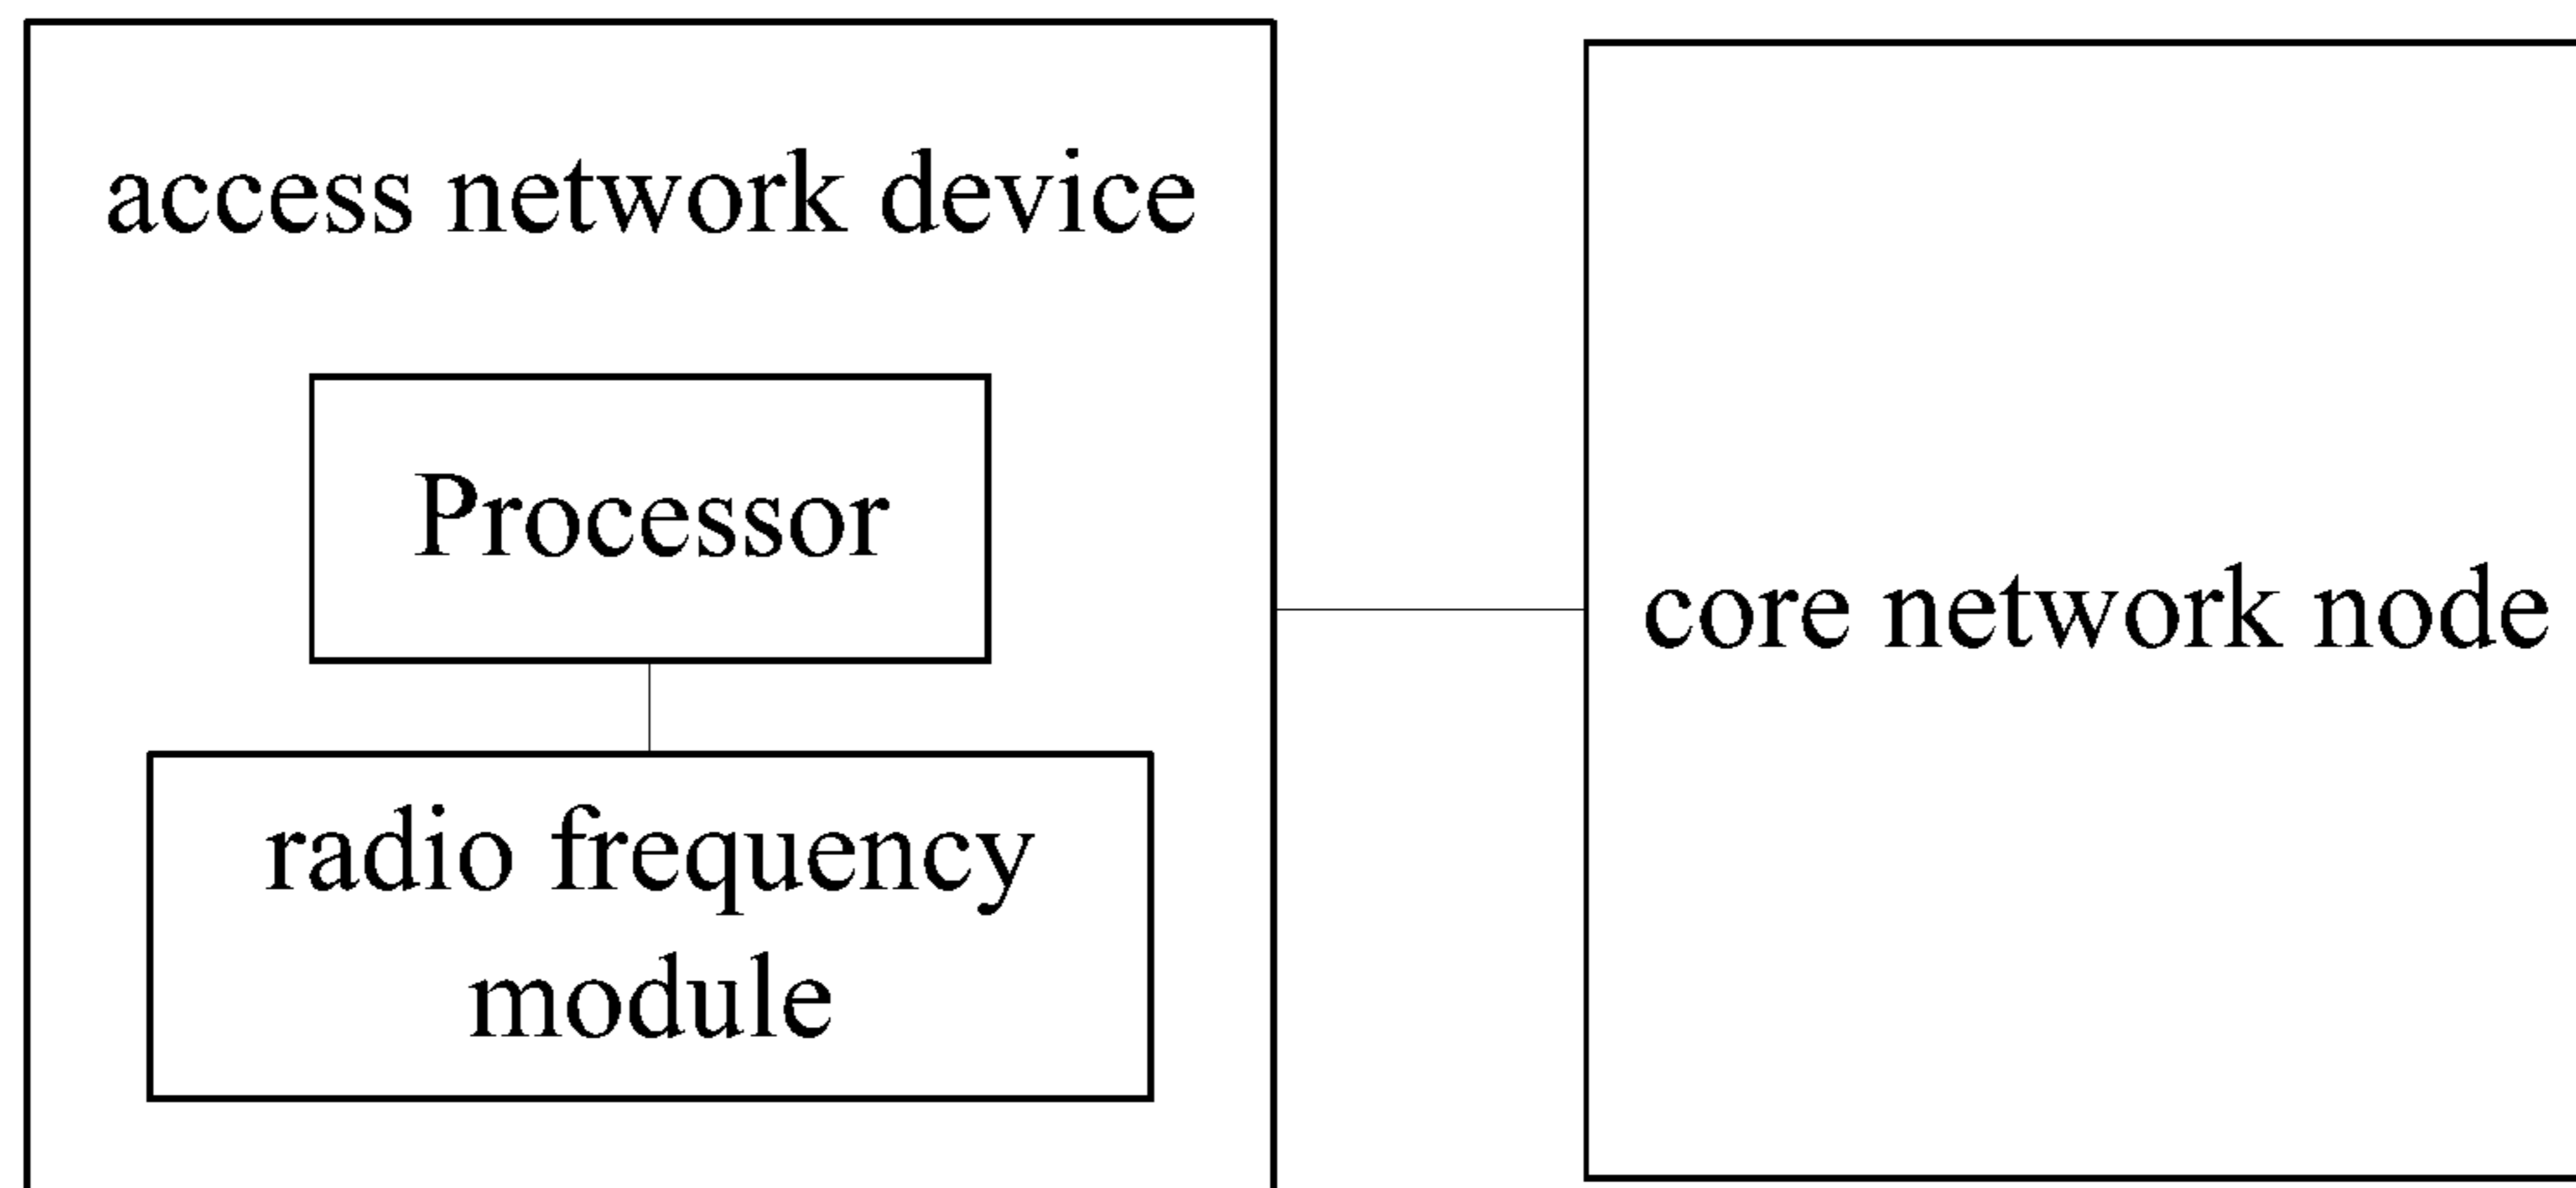 access network device
Processor
radio frequency
module
core network node